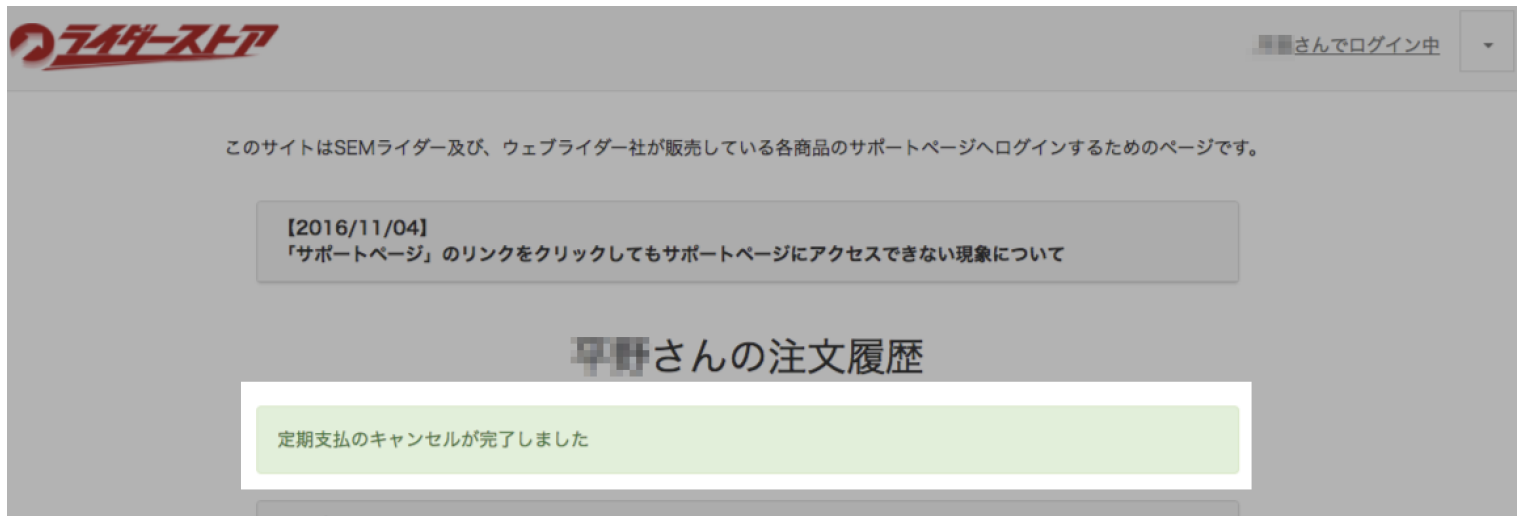 ライダーストア
さんでログイン中
このサイトはSEMライダー及び、ウェブライダー社が販売している各商品のサポートページへログインするためのページです。
【2016/11/04】
「サポートページ」のリンクをクリックしてもサポートページにアクセスできない現象について
さんの注文履歴
定期支払のキャンセルが完了しました